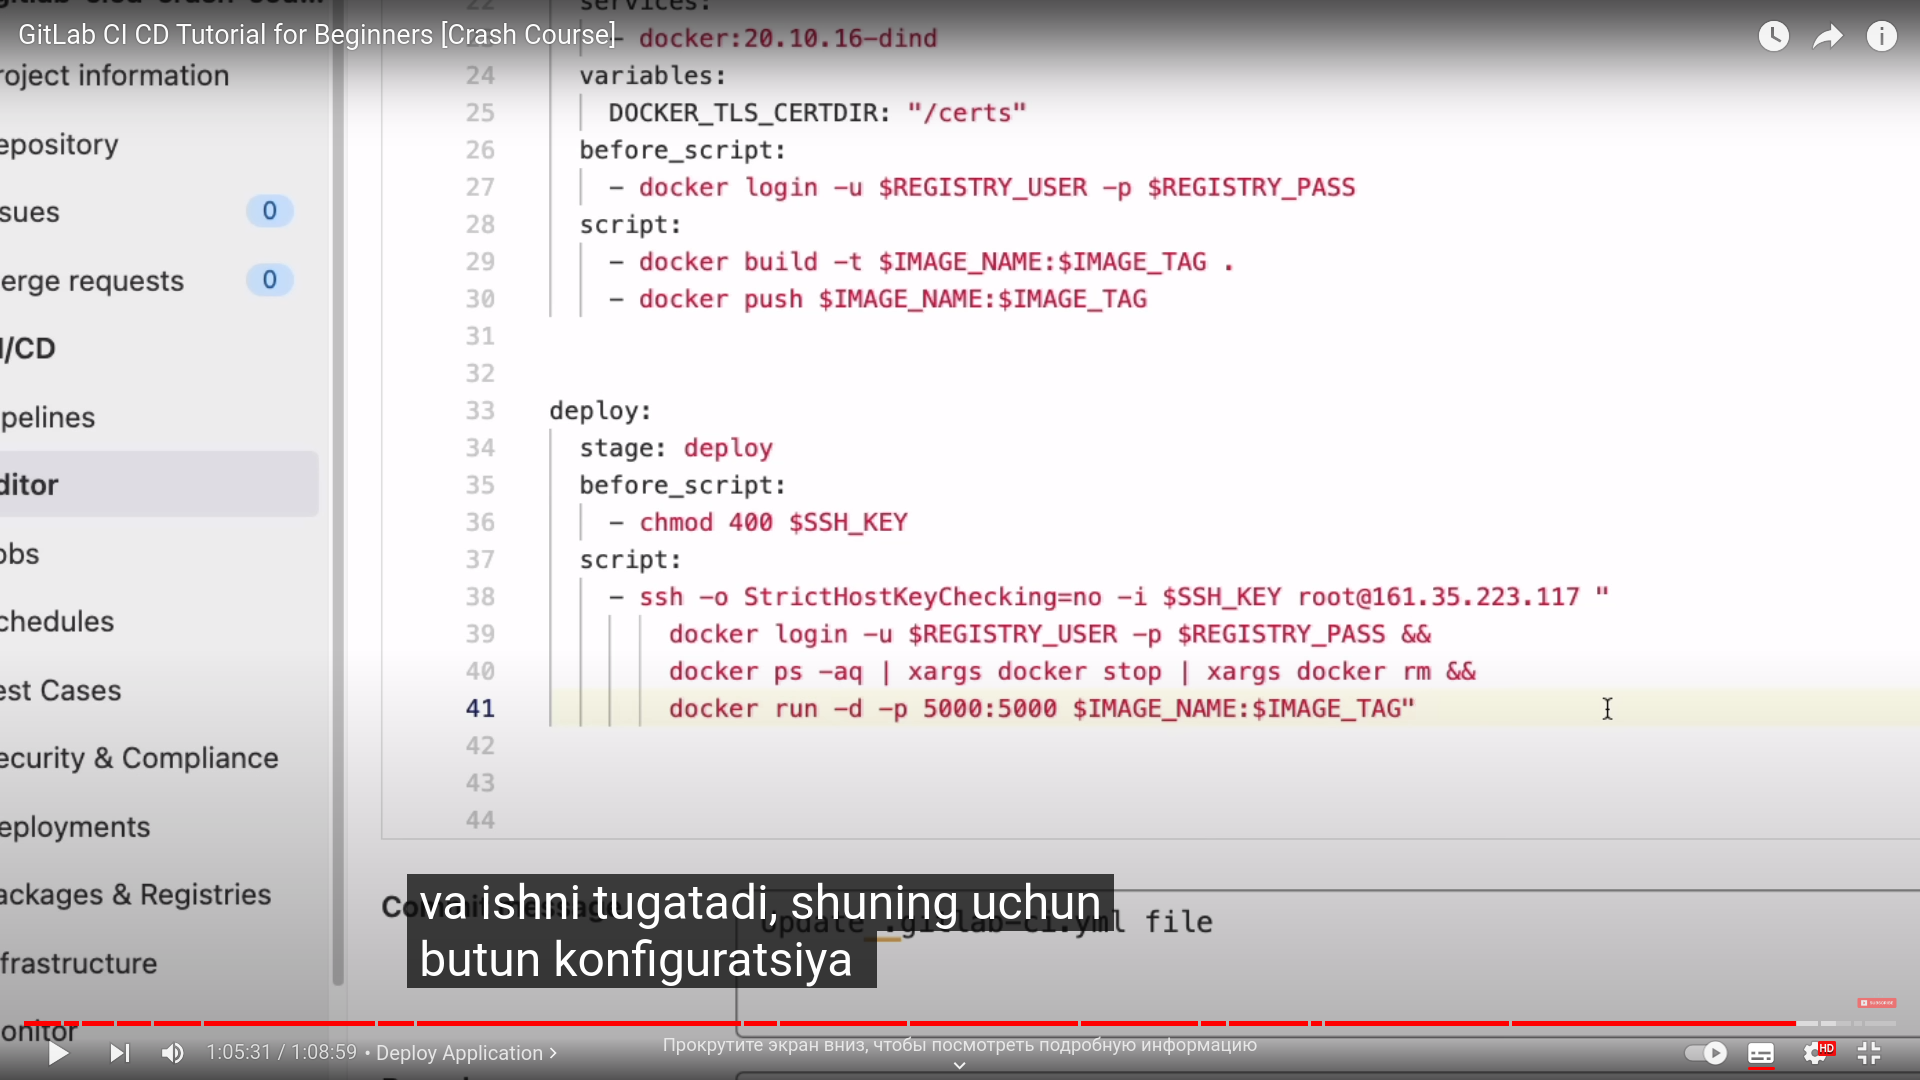 GitLab CI CD Tutorial for Beginners [Crash Course]
roject information
epository
ssues 0
erge requests 0
I/CD
pelines
ditor
obs
chedules
est Cases
ecurity & Compliance
eployments
ackages & Registries
frastructure
onitor
22 services:
- docker:20.10.16-dind
24 variables:
25 DOCKER_TLS_CERTDIR: "/certs"
26 before_script:
27 - docker login -u $REGISTRY_USER -p $REGISTRY_PASS
28 script:
29 - docker build -t $IMAGE_NAME:$IMAGE_TAG .
30 - docker push $IMAGE_NAME:$IMAGE_TAG
31
32
33 deploy:
34 stage: deploy
35 before_script:
36 - chmod 400 $SSH_KEY
37 script:
38 - ssh -o StrictHostKeyChecking=no -i $SSH_KEY root@161.35.223.117 "
39 docker login -u $REGISTRY_USER -p $REGISTRY_PASS &&
40 docker ps -aq | xargs docker stop | xargs docker rm &&
41 docker run -d -p 5000:5000 $IMAGE_NAME:$IMAGE_TAG"
42
43
44
Commit message
Update .gitlab-ci.yml file
va ishni tugatadi, shuning uchun
butun konfiguratsiya
1:05:31 / 1:08:59 • Deploy Application
Прокрутите экран вниз, чтобы посмотреть подробную информацию
HD